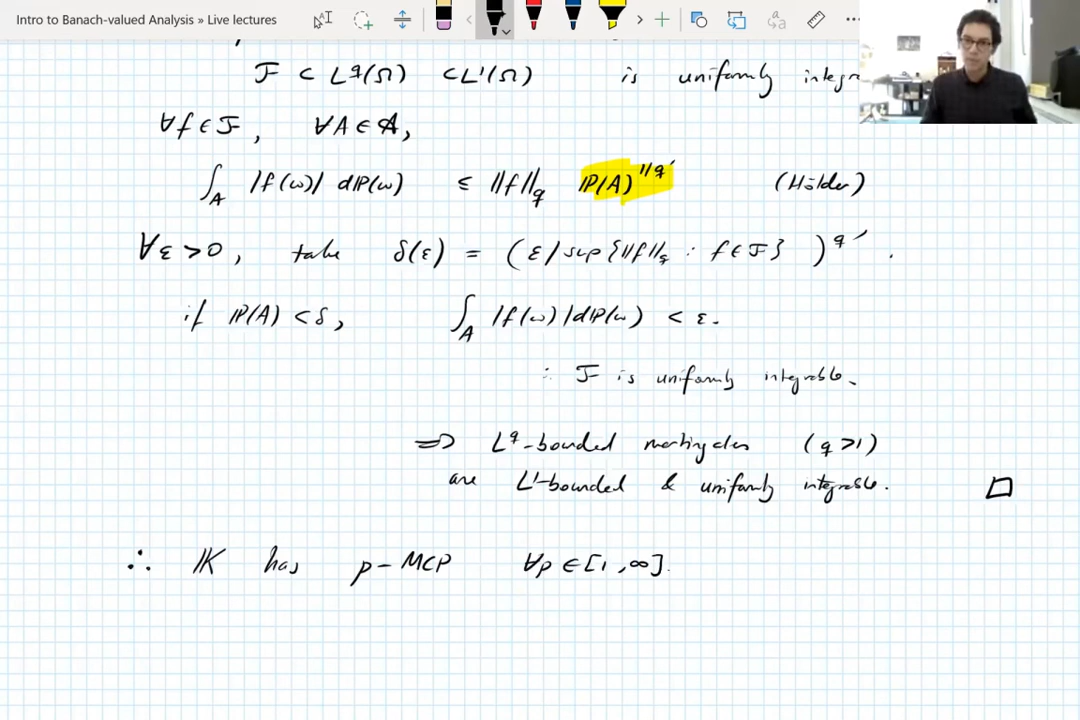 Intro to Banach-valued Analysis » Live lectures
F ⊂ L^q(Ω) ⊂ L^1(Ω) is uniformly integr
∀f ∈ F, ∀A ∈ A,
∫_A |f(ω)| dP(ω) ≤ ‖f‖_q P(A)^{1/q'} (Hölder)
∀ε > 0, take δ(ε) = (ε / sup{‖f‖_q : f ∈ F})^{q'}.
if P(A) < δ, ∫_A |f(ω)| dP(ω) < ε.
∴ F is uniformly integrable.
⇒ L^q-bounded martingales (q > 1)
are L^1-bounded & uniformly integrable. □
∴ K has p-MCP ∀p ∈ [1, ∞].